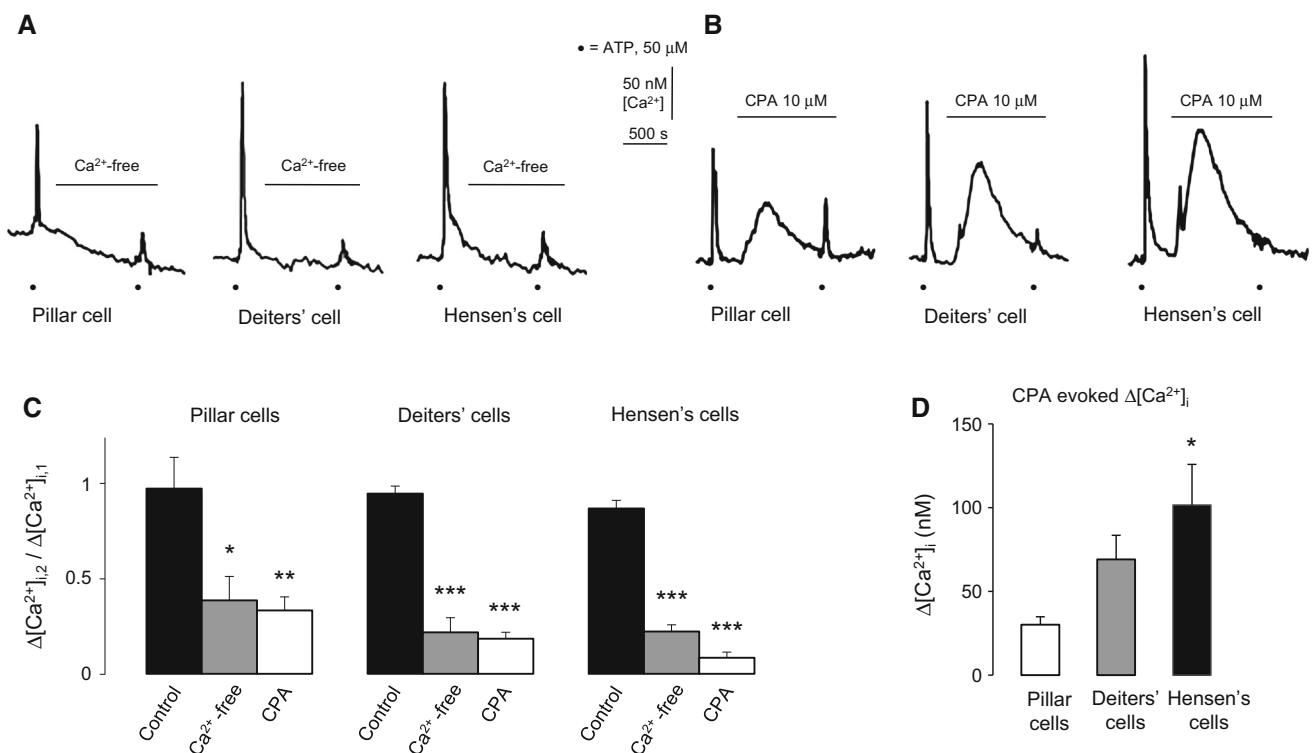 A
• = ATP, 50 μM
50 nM
[Ca²⁺]
500 s
Ca²⁺-free
Ca²⁺-free
Ca²⁺-free
Pillar cell
Deiters' cell
Hensen's cell
B
CPA 10 μM
CPA 10 μM
CPA 10 μM
Pillar cell
Deiters' cell
Hensen's cell
C
Pillar cells
Deiters' cells
Hensen's cells
Δ[Ca²⁺]i,2 / Δ[Ca²⁺]i,1
1
0.5
0
*
**
***
***
***
***
Control
Ca²⁺ -free
CPA
Control
Ca²⁺ -free
CPA
Control
Ca²⁺ -free
CPA
D
CPA evoked Δ[Ca²⁺]i
Δ[Ca²⁺]i (nM)
150
100
50
0
*
Pillar
cells
Deiters'
cells
Hensen's
cells